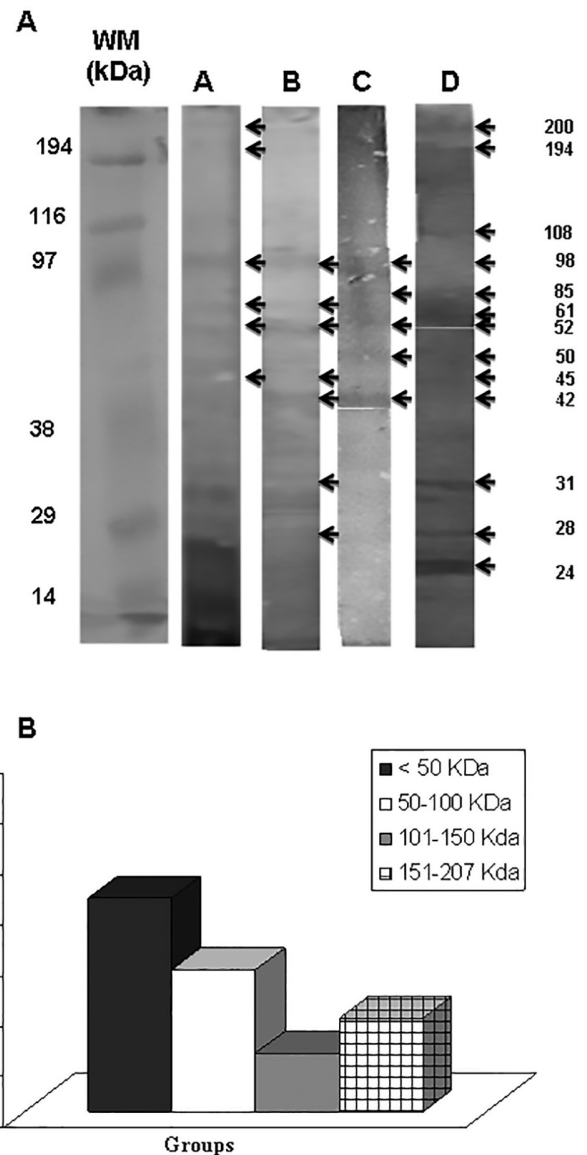 A
WM
(kDa)
A
B
C
D
194
116
97
38
29
14
200
194
108
98
85
61
52
50
45
42
31
28
24
B
< 50 KDa
50-100 KDa
101-150 Kda
151-207 Kda
Groups